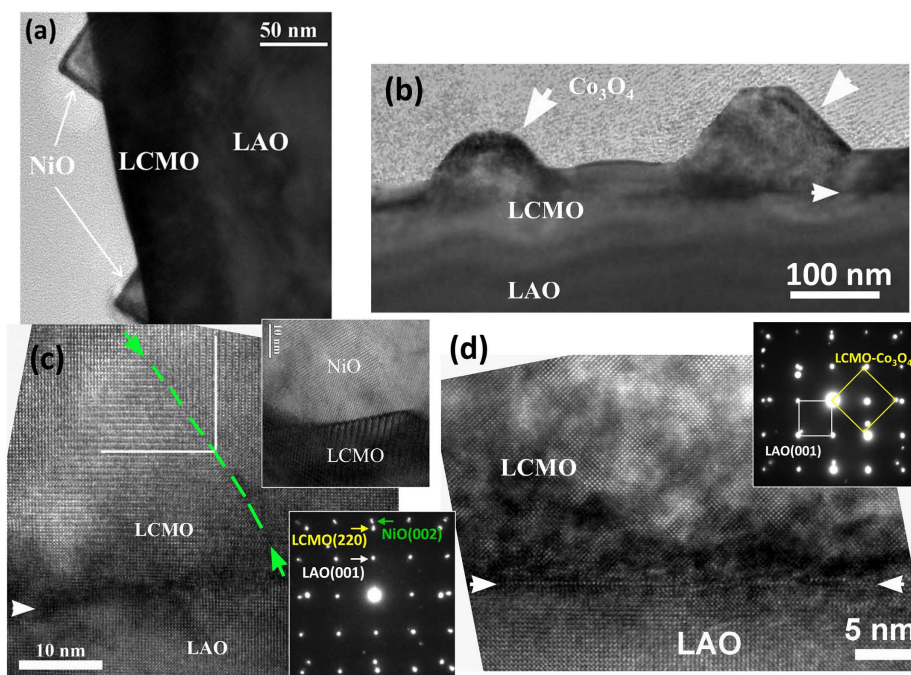 (a)
50 nm
NiO
LCMO
LAO
(b)
Co₃O₄
LCMO
LAO
100 nm
(c)
10 nm
NiO
LCMO
LCMO
LAO
10 nm
LCMO(220)
NiO(002)
LAO(001)
(d)
LCMO-Co₃O₄
LAO(001)
LCMO
LAO
5 nm